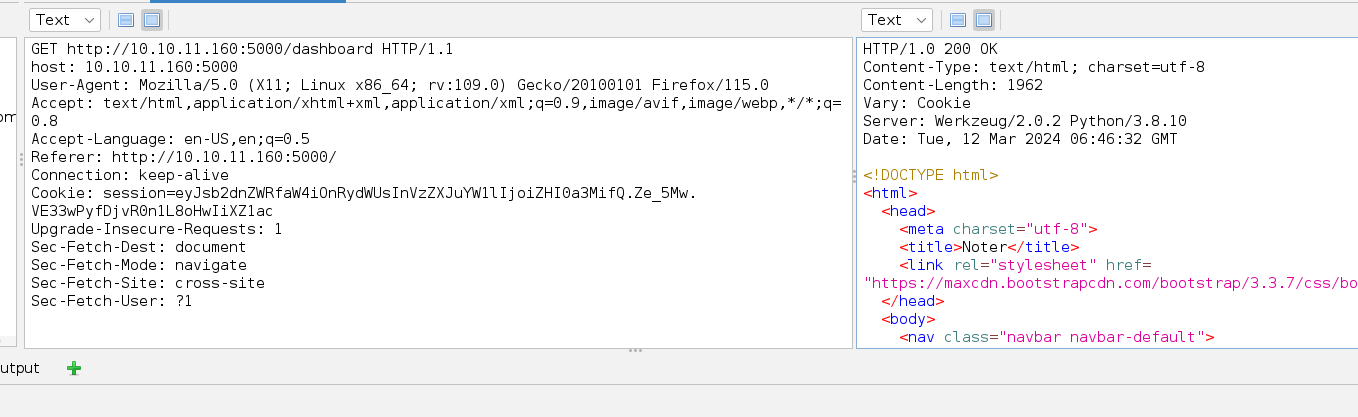 Text
GET http://10.10.11.160:5000/dashboard HTTP/1.1
host: 10.10.11.160:5000
User-Agent: Mozilla/5.0 (X11; Linux x86_64; rv:109.0) Gecko/20100101 Firefox/115.0
Accept: text/html,application/xhtml+xml,application/xml;q=0.9,image/avif,image/webp,*/*;q=
0.8
Accept-Language: en-US,en;q=0.5
Referer: http://10.10.11.160:5000/
Connection: keep-alive
Cookie: session=eyJsb2dnZWRfaW4iOnRydWUsInVzZXJuYW1lIjoiZHI0a3MifQ.Ze_5Mw.
VE33wPyfDjvR0n1L8oHwIiXZ1ac
Upgrade-Insecure-Requests: 1
Sec-Fetch-Dest: document
Sec-Fetch-Mode: navigate
Sec-Fetch-Site: cross-site
Sec-Fetch-User: ?1
Text
HTTP/1.0 200 OK
Content-Type: text/html; charset=utf-8
Content-Length: 1962
Vary: Cookie
Server: Werkzeug/2.0.2 Python/3.8.10
Date: Tue, 12 Mar 2024 06:46:32 GMT
<!DOCTYPE html>
<html>
<head>
<meta charset="utf-8">
<title>Noter</title>
<link rel="stylesheet" href=
"https://maxcdn.bootstrapcdn.com/bootstrap/3.3.7/css/bo
</head>
<body>
<nav class="navbar navbar-default">
om
utput